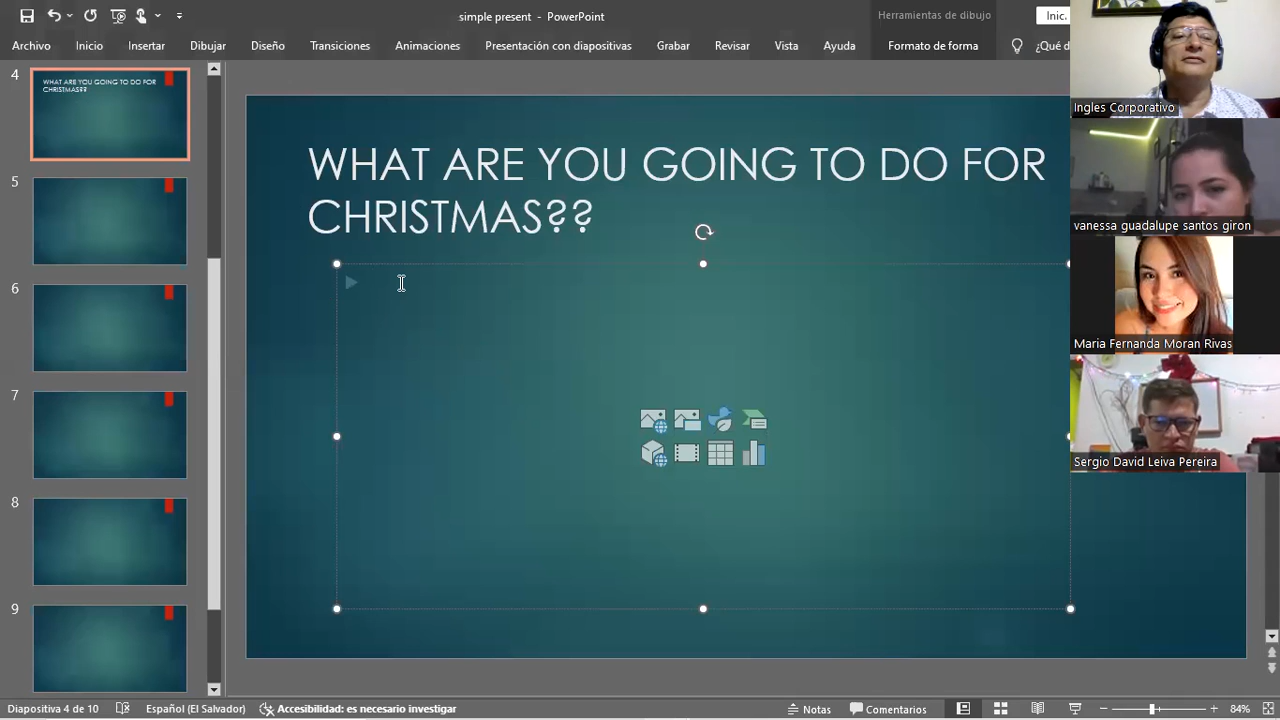 simple present - PowerPoint
Herramientas de dibujo
Inic.
Archivo Inicio Insertar Dibujar Diseño Transiciones Animaciones Presentación con diapositivas Grabar Revisar Vista Ayuda Formato de forma ¿Qué d
4
WHAT ARE YOU GOING TO DO FOR
CHRISTMAS??
5
6
7
8
9
WHAT ARE YOU GOING TO DO FOR
CHRISTMAS??
Ingles Corporativo
vanessa guadalupe santos giron
Maria Fernanda Moran Rivas
Sergio David Leiva Pereira
Diapositiva 4 de 10 Español (El Salvador) Accesibilidad: es necesario investigar Notas Comentarios 84%